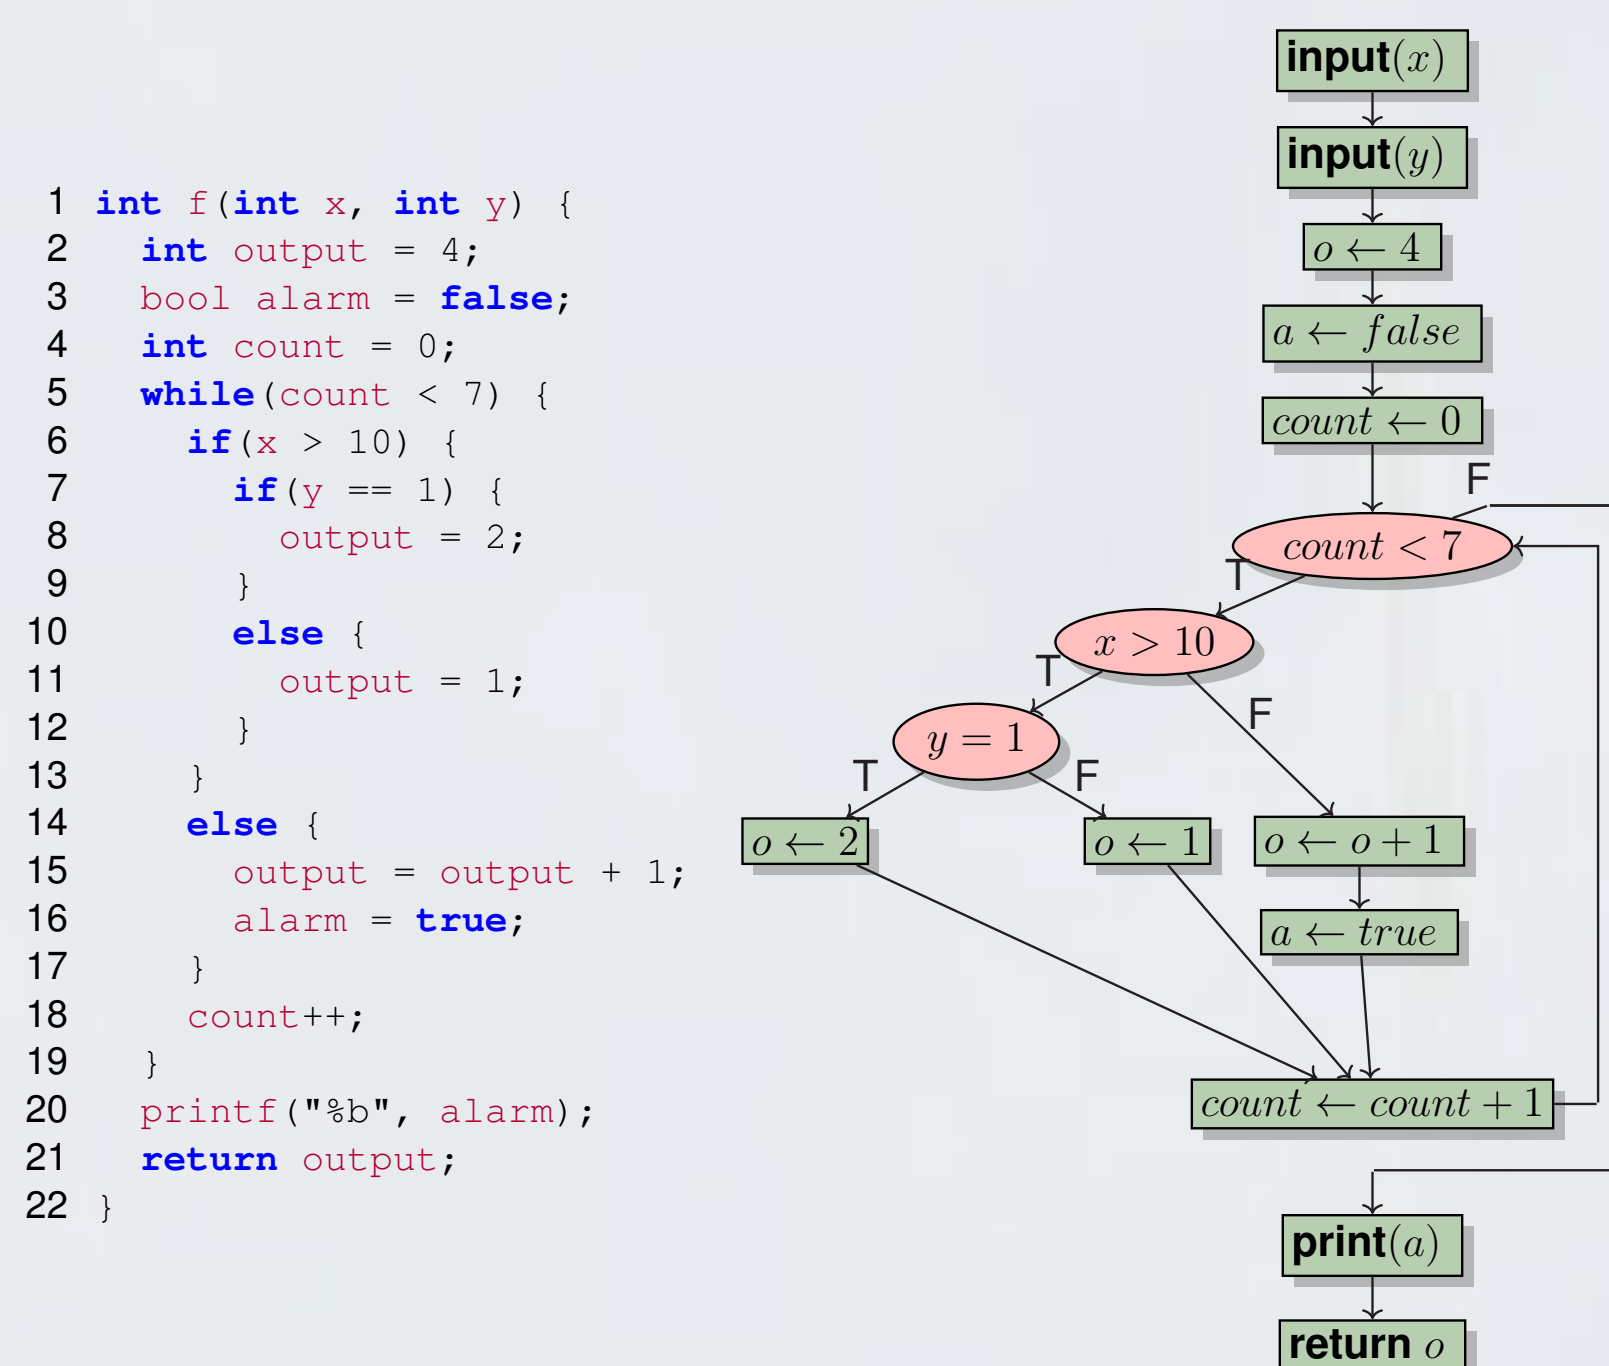 1 int f(int x, int y) {
2 int output = 4;
3 bool alarm = false;
4 int count = 0;
5 while(count < 7) {
6 if(x > 10) {
7 if(y == 1) {
8 output = 2;
9 }
10 else {
11 output = 1;
12 }
13 }
14 else {
15 output = output + 1;
16 alarm = true;
17 }
18 count++;
19 }
20 printf("%b", alarm);
21 return output;
22 }
input(x)
input(y)
o ← 4
a ← false
count ← 0
F
count < 7
T
x > 10
T
F
y = 1
T
F
o ← 2
o ← 1
o ← o + 1
a ← true
count ← count + 1
print(a)
return o